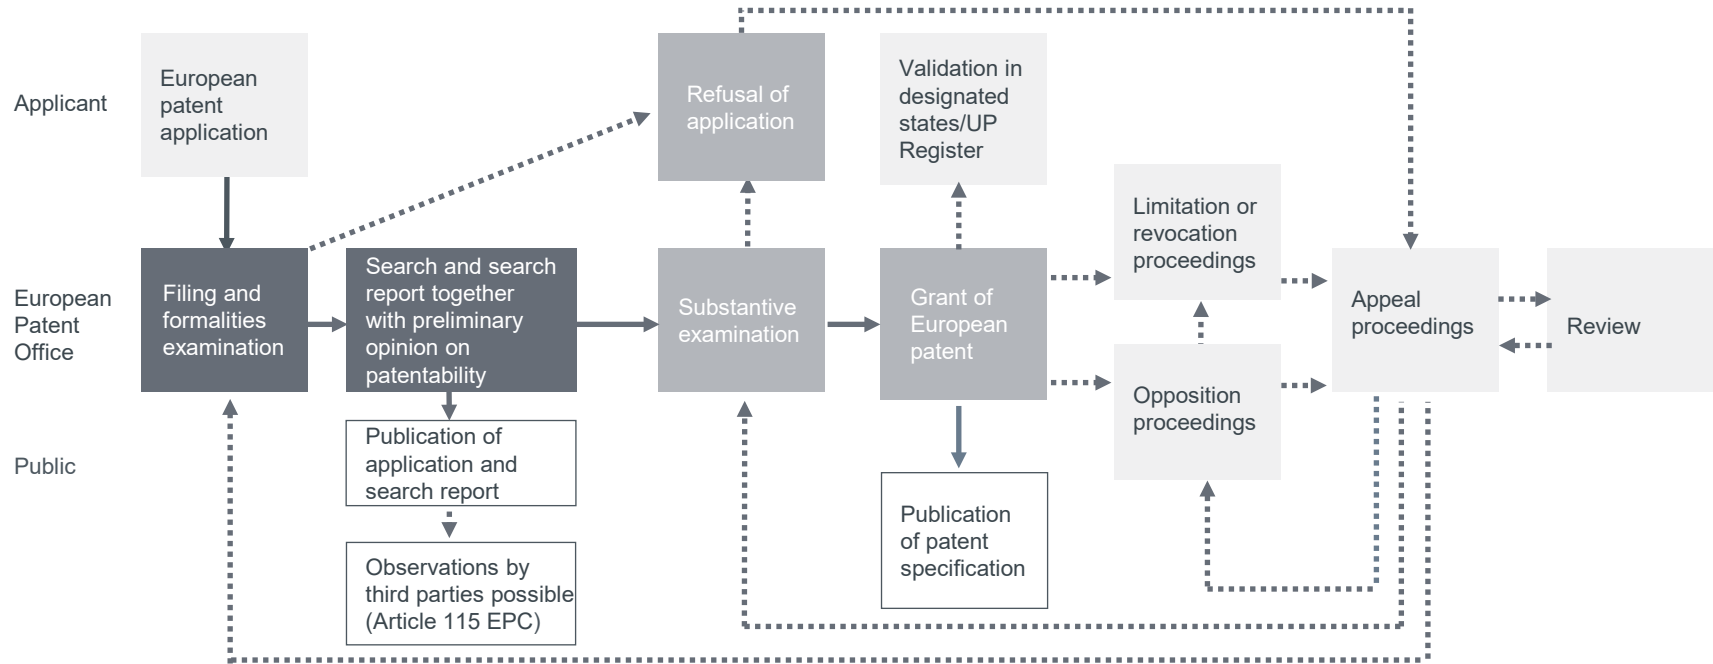 Applicant
European
patent
application
Refusal of
application
Validation in
designated
states/UP
Register
European
Patent
Office
Filing and
formalities
examination
Search and search
report together
with preliminary
opinion on
patentability
Substantive
examination
Grant of
European
patent
Limitation or
revocation
proceedings
Opposition
proceedings
Appeal
proceedings
Review
Public
Publication of
application and
search report
Observations by
third parties possible
(Article 115 EPC)
Publication
of patent
specification